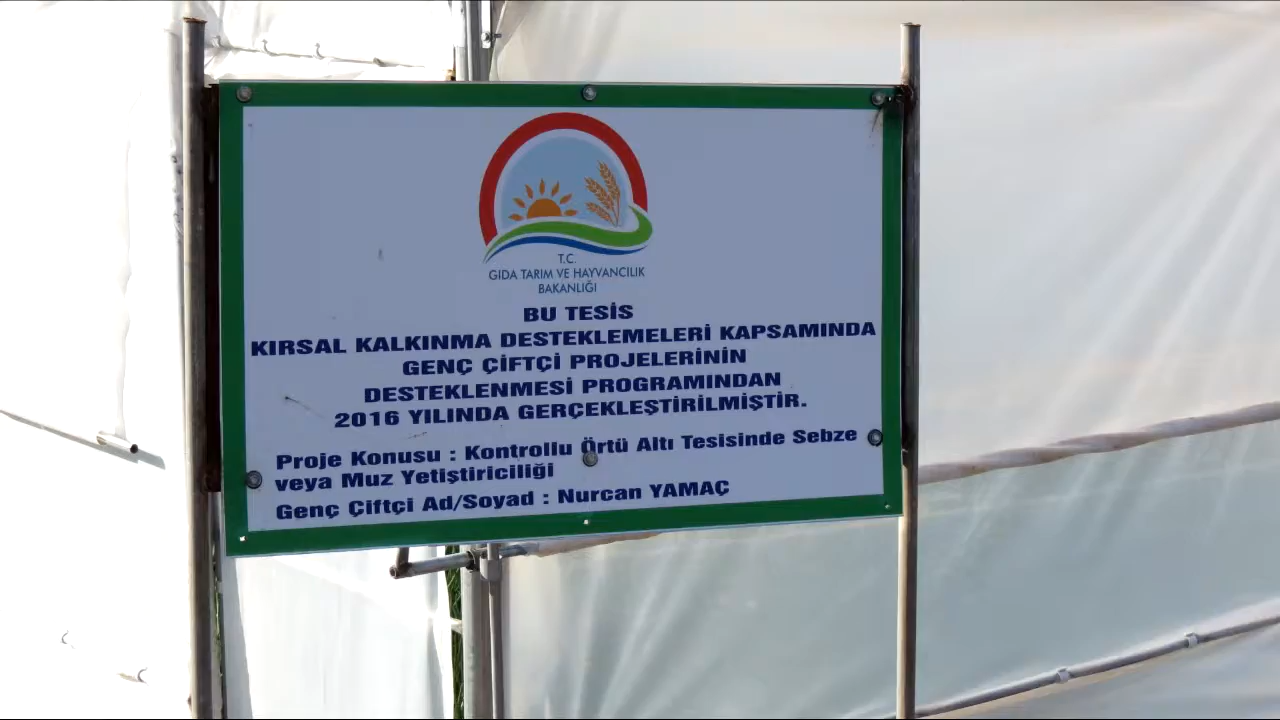 T.C.
GIDA TARIM VE HAYVANCILIK
BAKANLIĞI
BU TESİS
KIRSAL KALKINMA DESTEKLEMELERİ KAPSAMINDA
GENÇ ÇİFTÇİ PROJELERİNİN
DESTEKLENMESİ PROGRAMINDAN
2016 YILINDA GERÇEKLEŞTİRİLMİŞTİR.
Proje Konusu : Kontrollu Örtü Altı Tesisinde Sebze
veya Muz Yetiştiriciliği
Genç Çiftçi Ad/Soyad : Nurcan YAMAÇ